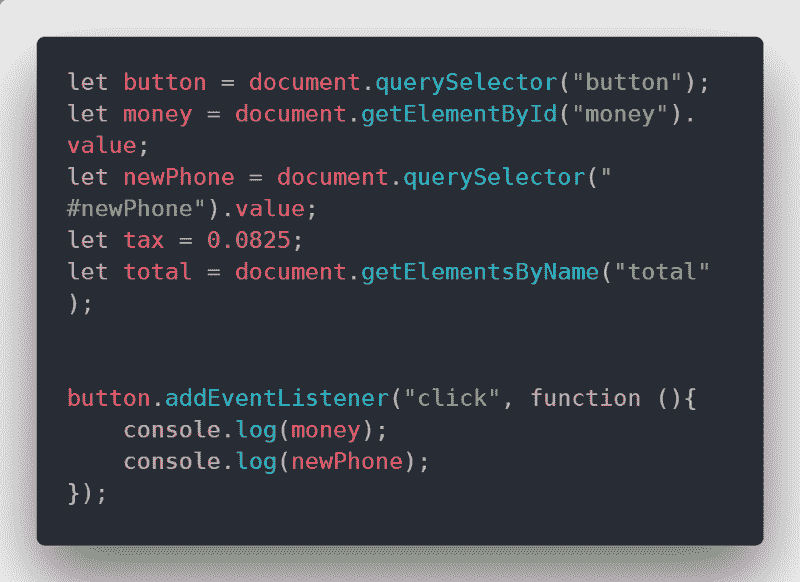 let button = document.querySelector("button");
let money = document.getElementById("money").
value;
let newPhone = document.querySelector("
#newPhone").value;
let tax = 0.0825;
let total = document.getElementsByName("total"
);
button.addEventListener("click", function (){
    console.log(money);
    console.log(newPhone);
});